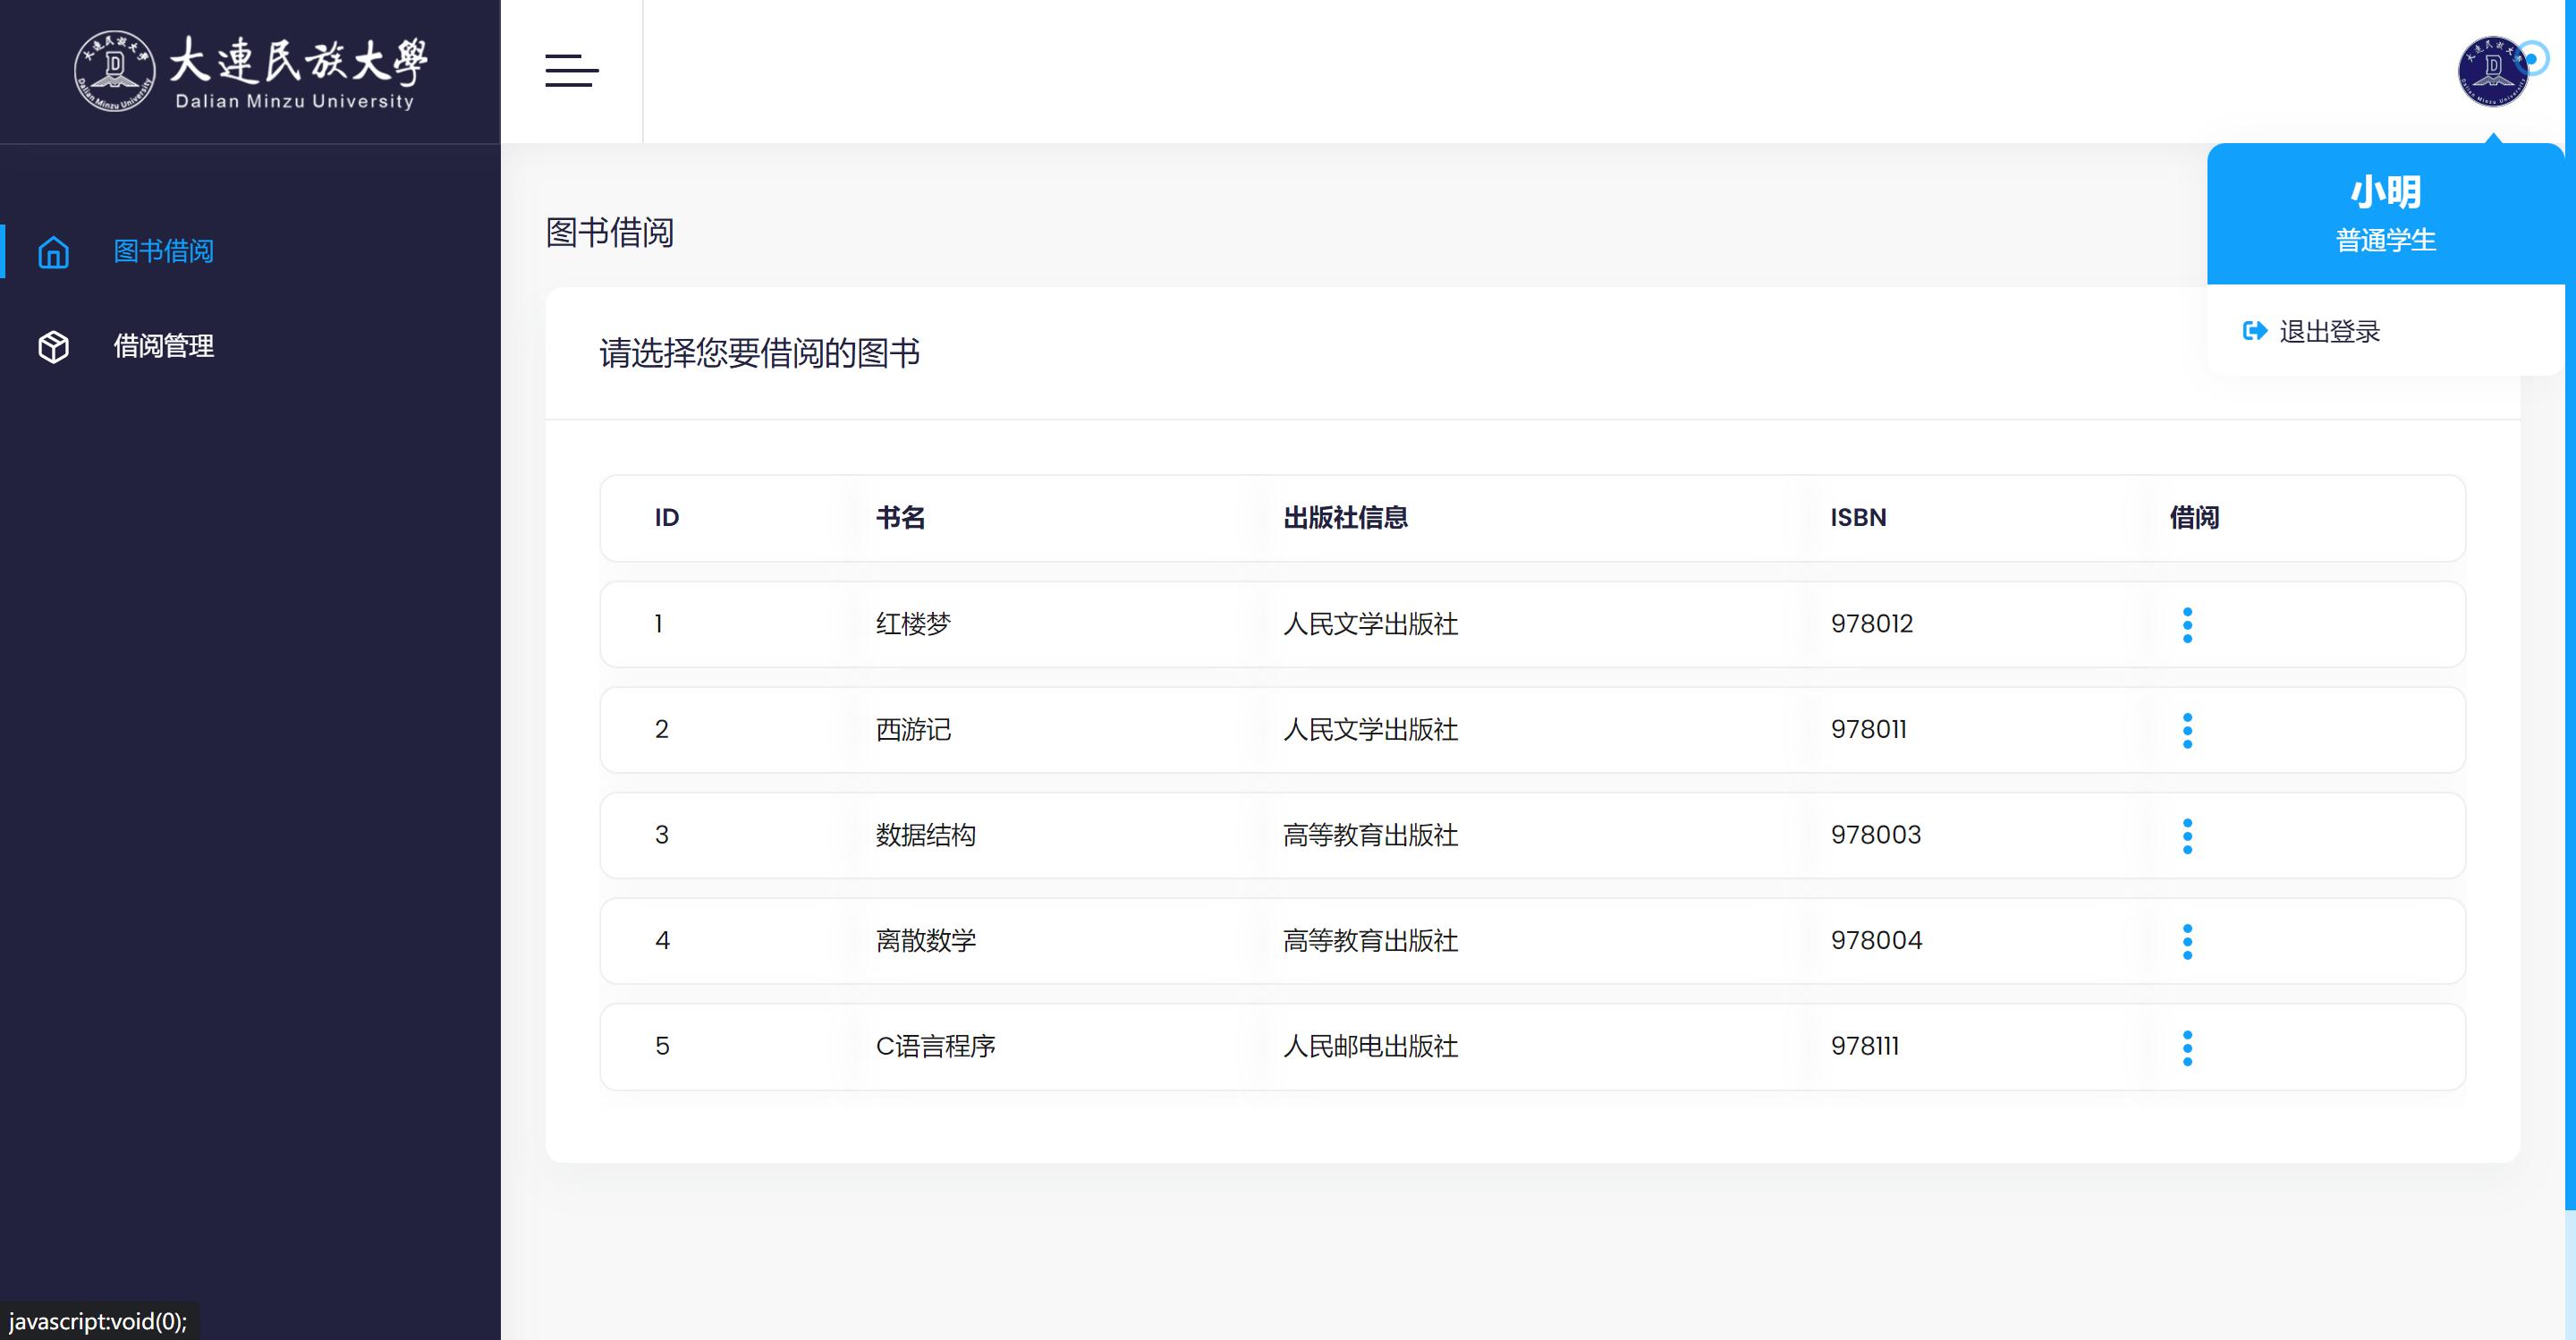 大連民族大學
Dalian Minzu University
小明
普通学生
退出登录
图书借阅
借阅管理
图书借阅
请选择您要借阅的图书
ID 书名 出版社信息 ISBN 借阅
1 红楼梦 人民文学出版社 978012
2 西游记 人民文学出版社 978011
3 数据结构 高等教育出版社 978003
4 离散数学 高等教育出版社 978004
5 C语言程序 人民邮电出版社 978111
javascript:void(0);